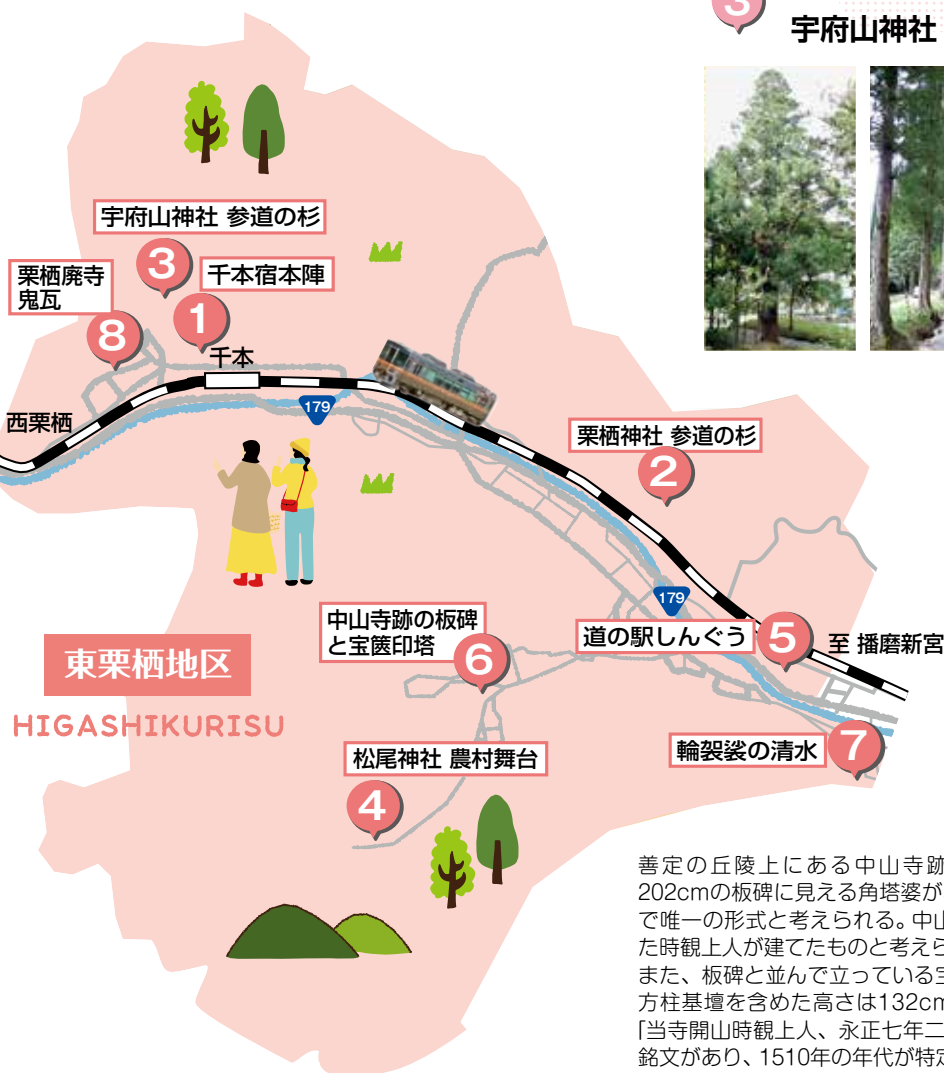 3
宇府山神社
宇府山神社 参道の杉
3
千本宿本陣
1
栗栖廃寺
鬼瓦
8
千本
西栗栖
179
栗栖神社 参道の杉
2
179
中山寺跡の板碑
と宝篋印塔
6
道の駅しんぐう
5
至 播磨新宮
東栗栖地区
HIGASHIKURISU
松尾神社 農村舞台
4
輪袈裟の清水
7
善定の丘陵上にある中山寺跡
202cmの板碑に見える角塔婆が
で唯一の形式と考えられる。中山
た時観上人が建てたものと考えら
また、板碑と並んで立っている宝
方柱基壇を含めた高さは132cm
「当寺開山時観上人、永正七年二
銘文があり、1510年の年代が特定